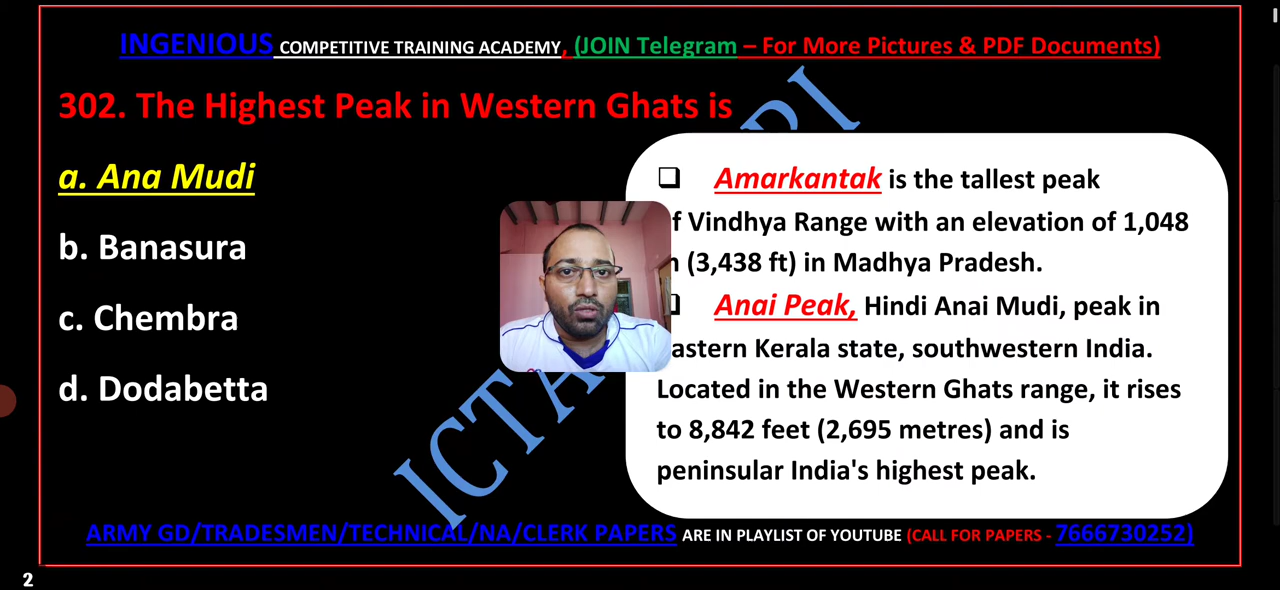 INGENIOUS COMPETITIVE TRAINING ACADEMY, (JOIN Telegram – For More Pictures & PDF Documents)
302. The Highest Peak in Western Ghats is
a. Ana Mudi
b. Banasura
c. Chembra
d. Dodabetta
Amarkantak is the tallest peak
f Vindhya Range with an elevation of 1,048
(3,438 ft) in Madhya Pradesh.
Anai Peak, Hindi Anai Mudi, peak in
astern Kerala state, southwestern India.
Located in the Western Ghats range, it rises
to 8,842 feet (2,695 metres) and is
peninsular India's highest peak.
ARMY GD/TRADESMEN/TECHNICAL/NA/CLERK PAPERS ARE IN PLAYLIST OF YOUTUBE (CALL FOR PAPERS - 7666730252)
2